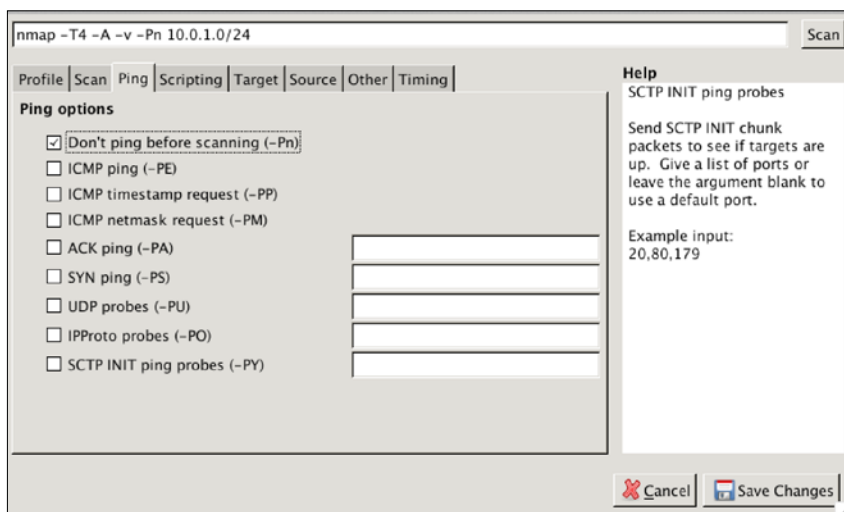 nmap -T4 -A -v -Pn 10.0.1.0/24
Scan
Profile Scan Ping Scripting Target Source Other Timing
Ping options
Don't ping before scanning (-Pn)
ICMP ping (-PE)
ICMP timestamp request (-PP)
ICMP netmask request (-PM)
ACK ping (-PA)
SYN ping (-PS)
UDP probes (-PU)
IPProto probes (-PO)
SCTP INIT ping probes (-PY)
Help
SCTP INIT ping probes
Send SCTP INIT chunk
packets to see if targets are
up. Give a list of ports or
leave the argument blank to
use a default port.
Example input:
20,80,179
Cancel
Save Changes